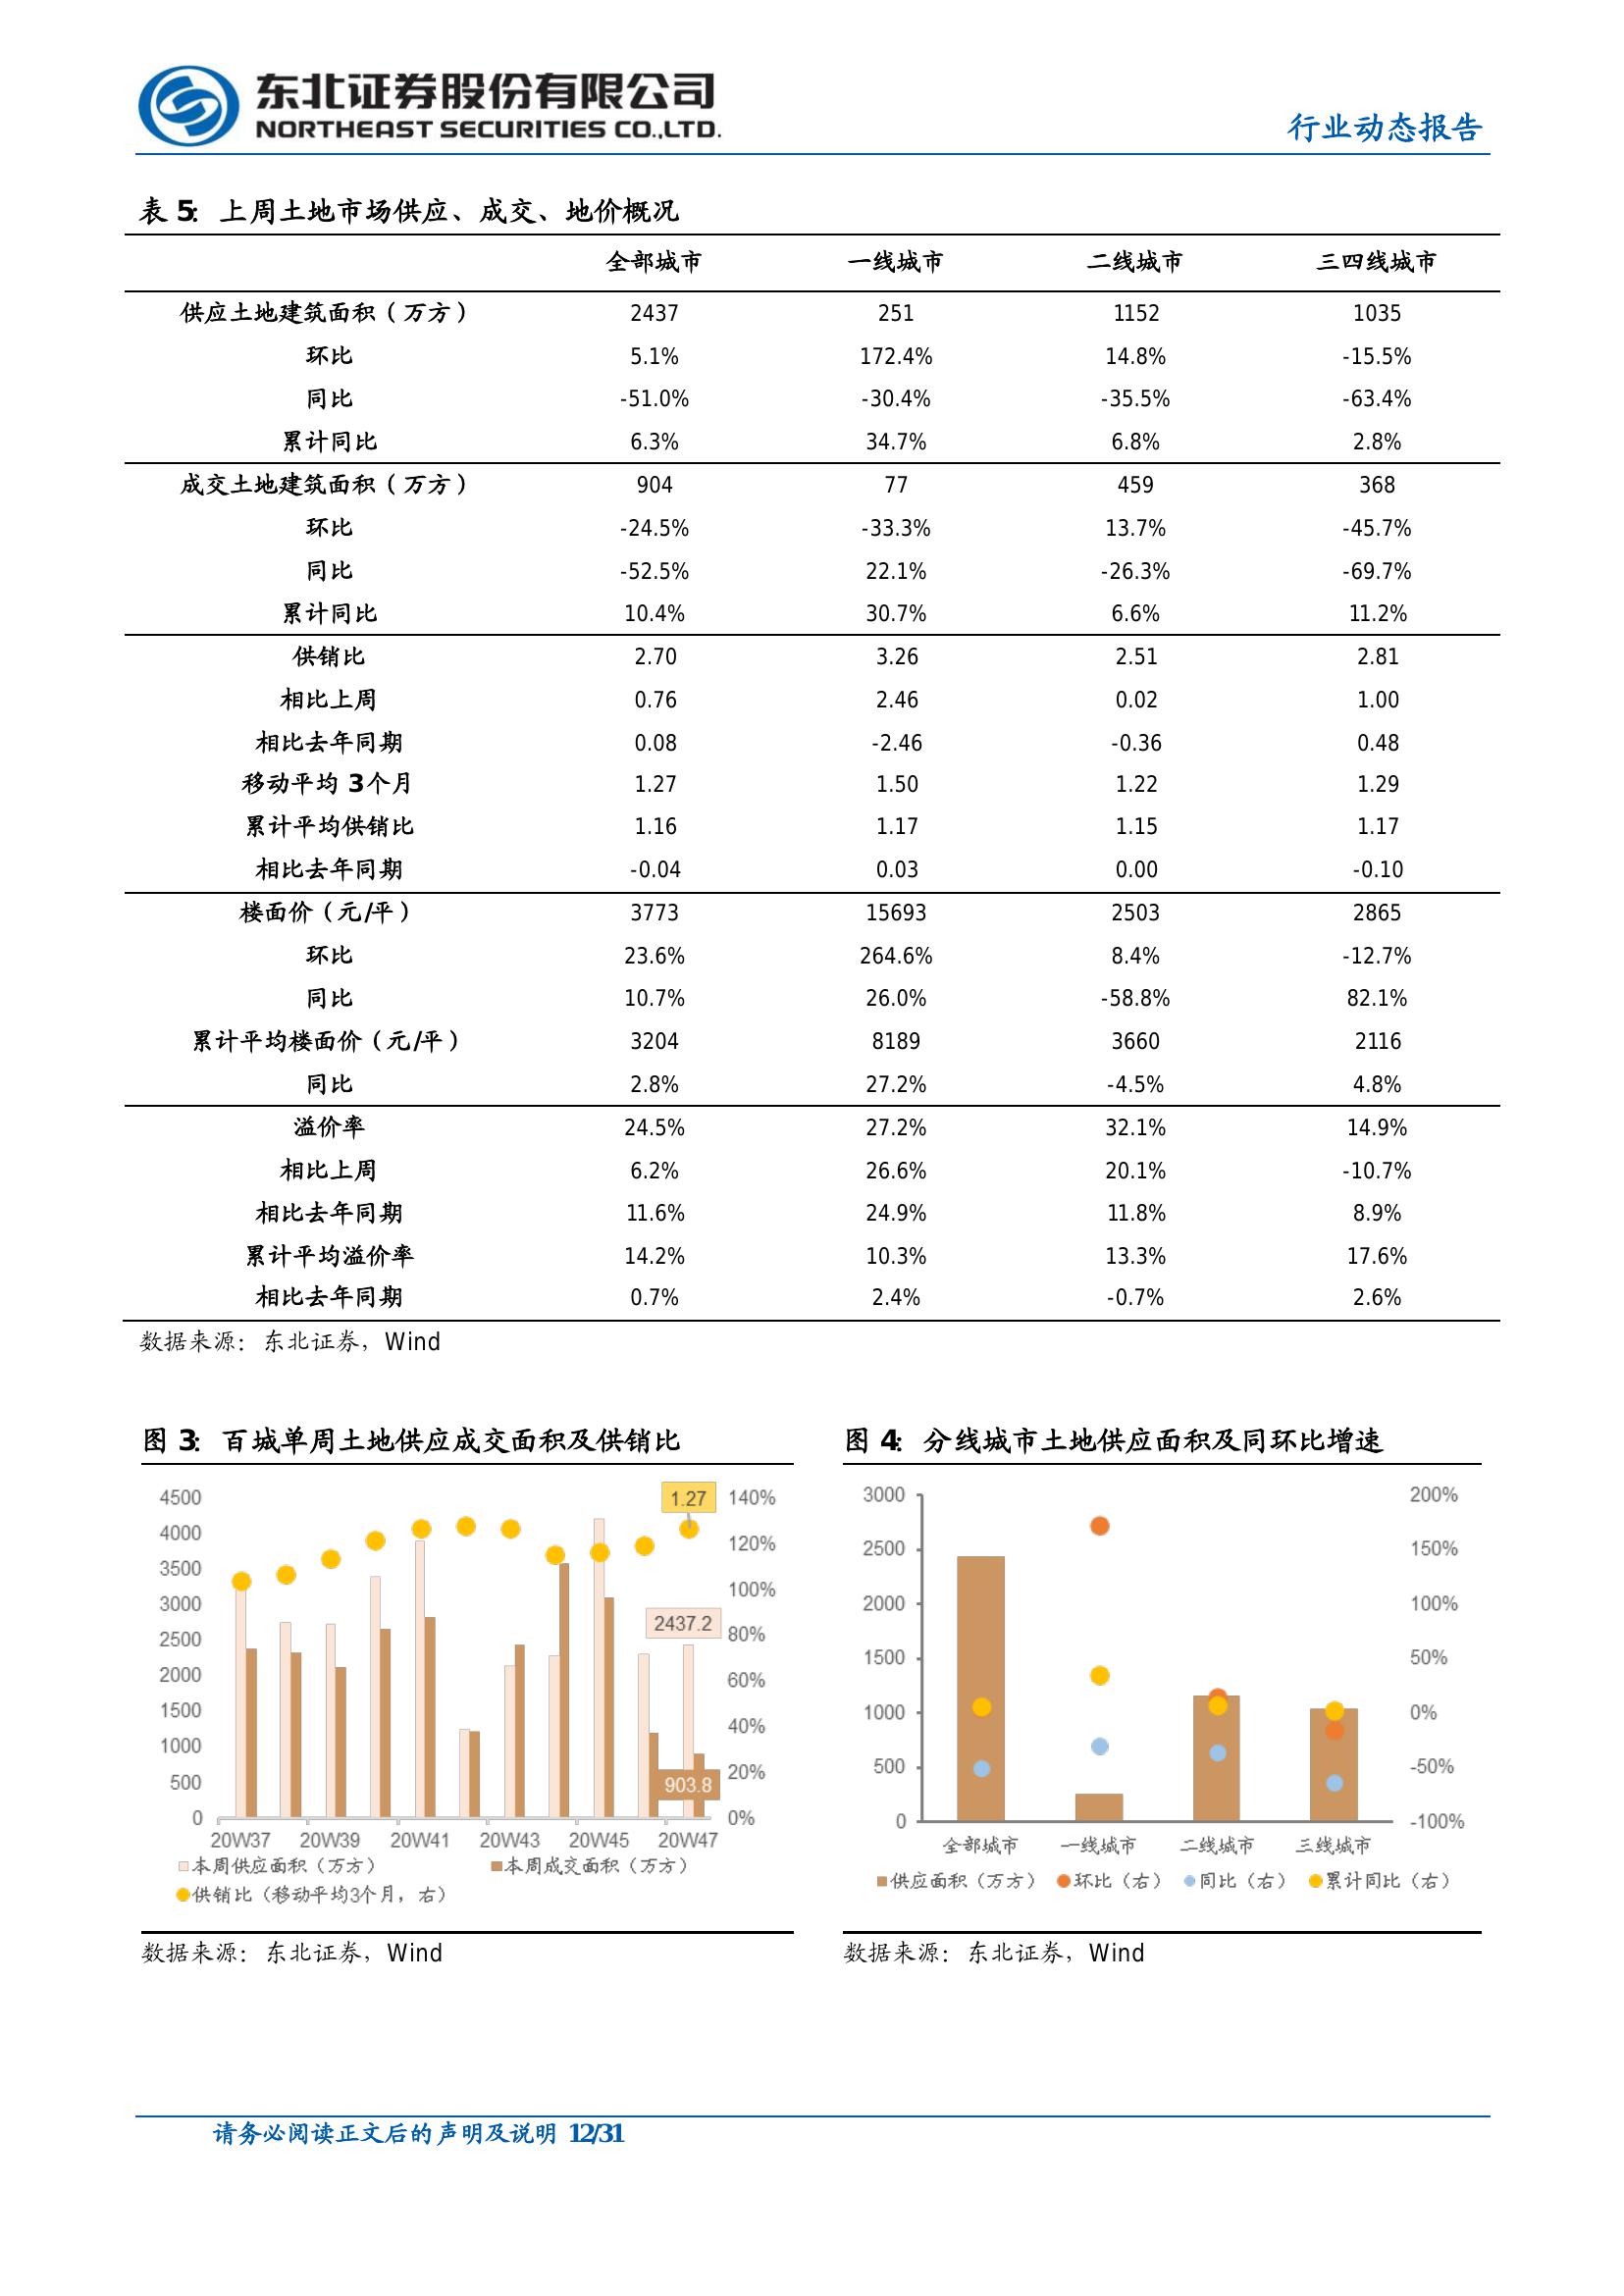 东北证券股份有限公司
NORTHEAST SECURITIES CO.,LTD.
行业动态报告
表 5: 上周土地市场供应、成交、地价概况
全部城市 一线城市 二线城市 三四线城市
供应土地建筑面积（万方） 2437 251 1152 1035
环比 5.1% 172.4% 14.8% -15.5%
同比 -51.0% -30.4% -35.5% -63.4%
累计同比 6.3% 34.7% 6.8% 2.8%
成交土地建筑面积（万方） 904 77 459 368
环比 -24.5% -33.3% 13.7% -45.7%
同比 -52.5% 22.1% -26.3% -69.7%
累计同比 10.4% 30.7% 6.6% 11.2%
供销比 2.70 3.26 2.51 2.81
相比上周 0.76 2.46 0.02 1.00
相比去年同期 0.08 -2.46 -0.36 0.48
移动平均 3个月 1.27 1.50 1.22 1.29
累计平均供销比 1.16 1.17 1.15 1.17
相比去年同期 -0.04 0.03 0.00 -0.10
楼面价（元/平） 3773 15693 2503 2865
环比 23.6% 264.6% 8.4% -12.7%
同比 10.7% 26.0% -58.8% 82.1%
累计平均楼面价（元/平） 3204 8189 3660 2116
同比 2.8% 27.2% -4.5% 4.8%
溢价率 24.5% 27.2% 32.1% 14.9%
相比上周 6.2% 26.6% 20.1% -10.7%
相比去年同期 11.6% 24.9% 11.8% 8.9%
累计平均溢价率 14.2% 10.3% 13.3% 17.6%
相比去年同期 0.7% 2.4% -0.7% 2.6%
数据来源：东北证券，Wind
图 3: 百城单周土地供应成交面积及供销比
4500
4000
3500
3000
2500
2000
1500
1000
500
0
1.27
2437.2
903.8
140%
120%
100%
80%
60%
40%
20%
0%
20W37 20W39 20W41 20W43 20W45 20W47
本周供应面积（万方） 本周成交面积（万方）
供销比（移动平均3个月，右）
数据来源：东北证券，Wind
图 4: 分线城市土地供应面积及同环比增速
3000
2500
2000
1500
1000
500
0
200%
150%
100%
50%
0%
-50%
-100%
全部城市 一线城市 二线城市 三线城市
供应面积（万方） 环比（右） 同比（右） 累计同比（右）
数据来源：东北证券，Wind
请务必阅读正文后的声明及说明 12/31